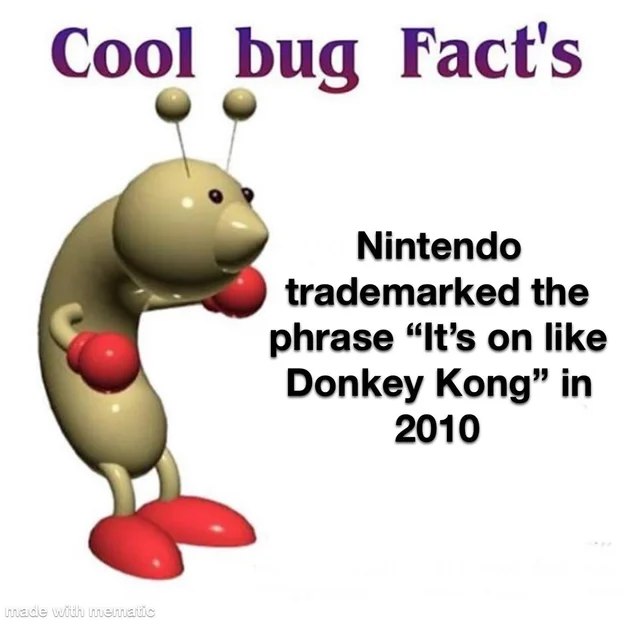 Cool bug Fact's
Nintendo
trademarked the
phrase “It’s on like
Donkey Kong” in
2010
made with mematic